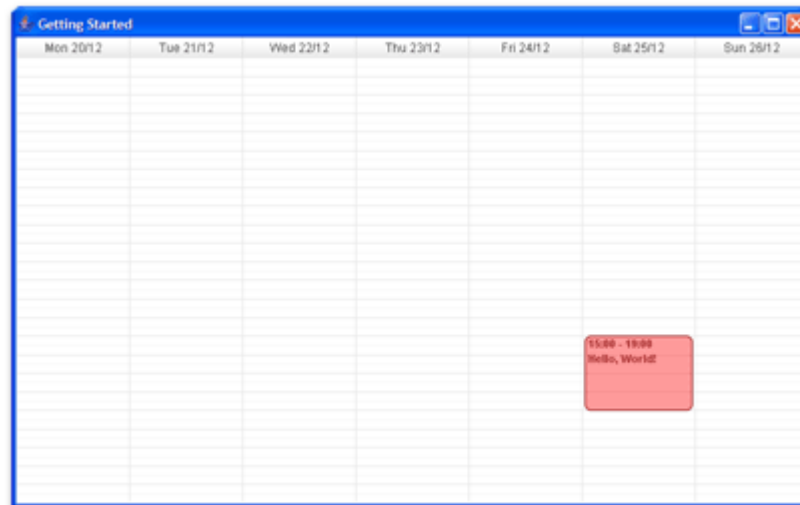 Getting Started
Mon 20/12 Tue 21/12 Wed 22/12 Thu 23/12 Fri 24/12 Sat 25/12 Sun 26/12
15:00 - 19:00
Hello, World!